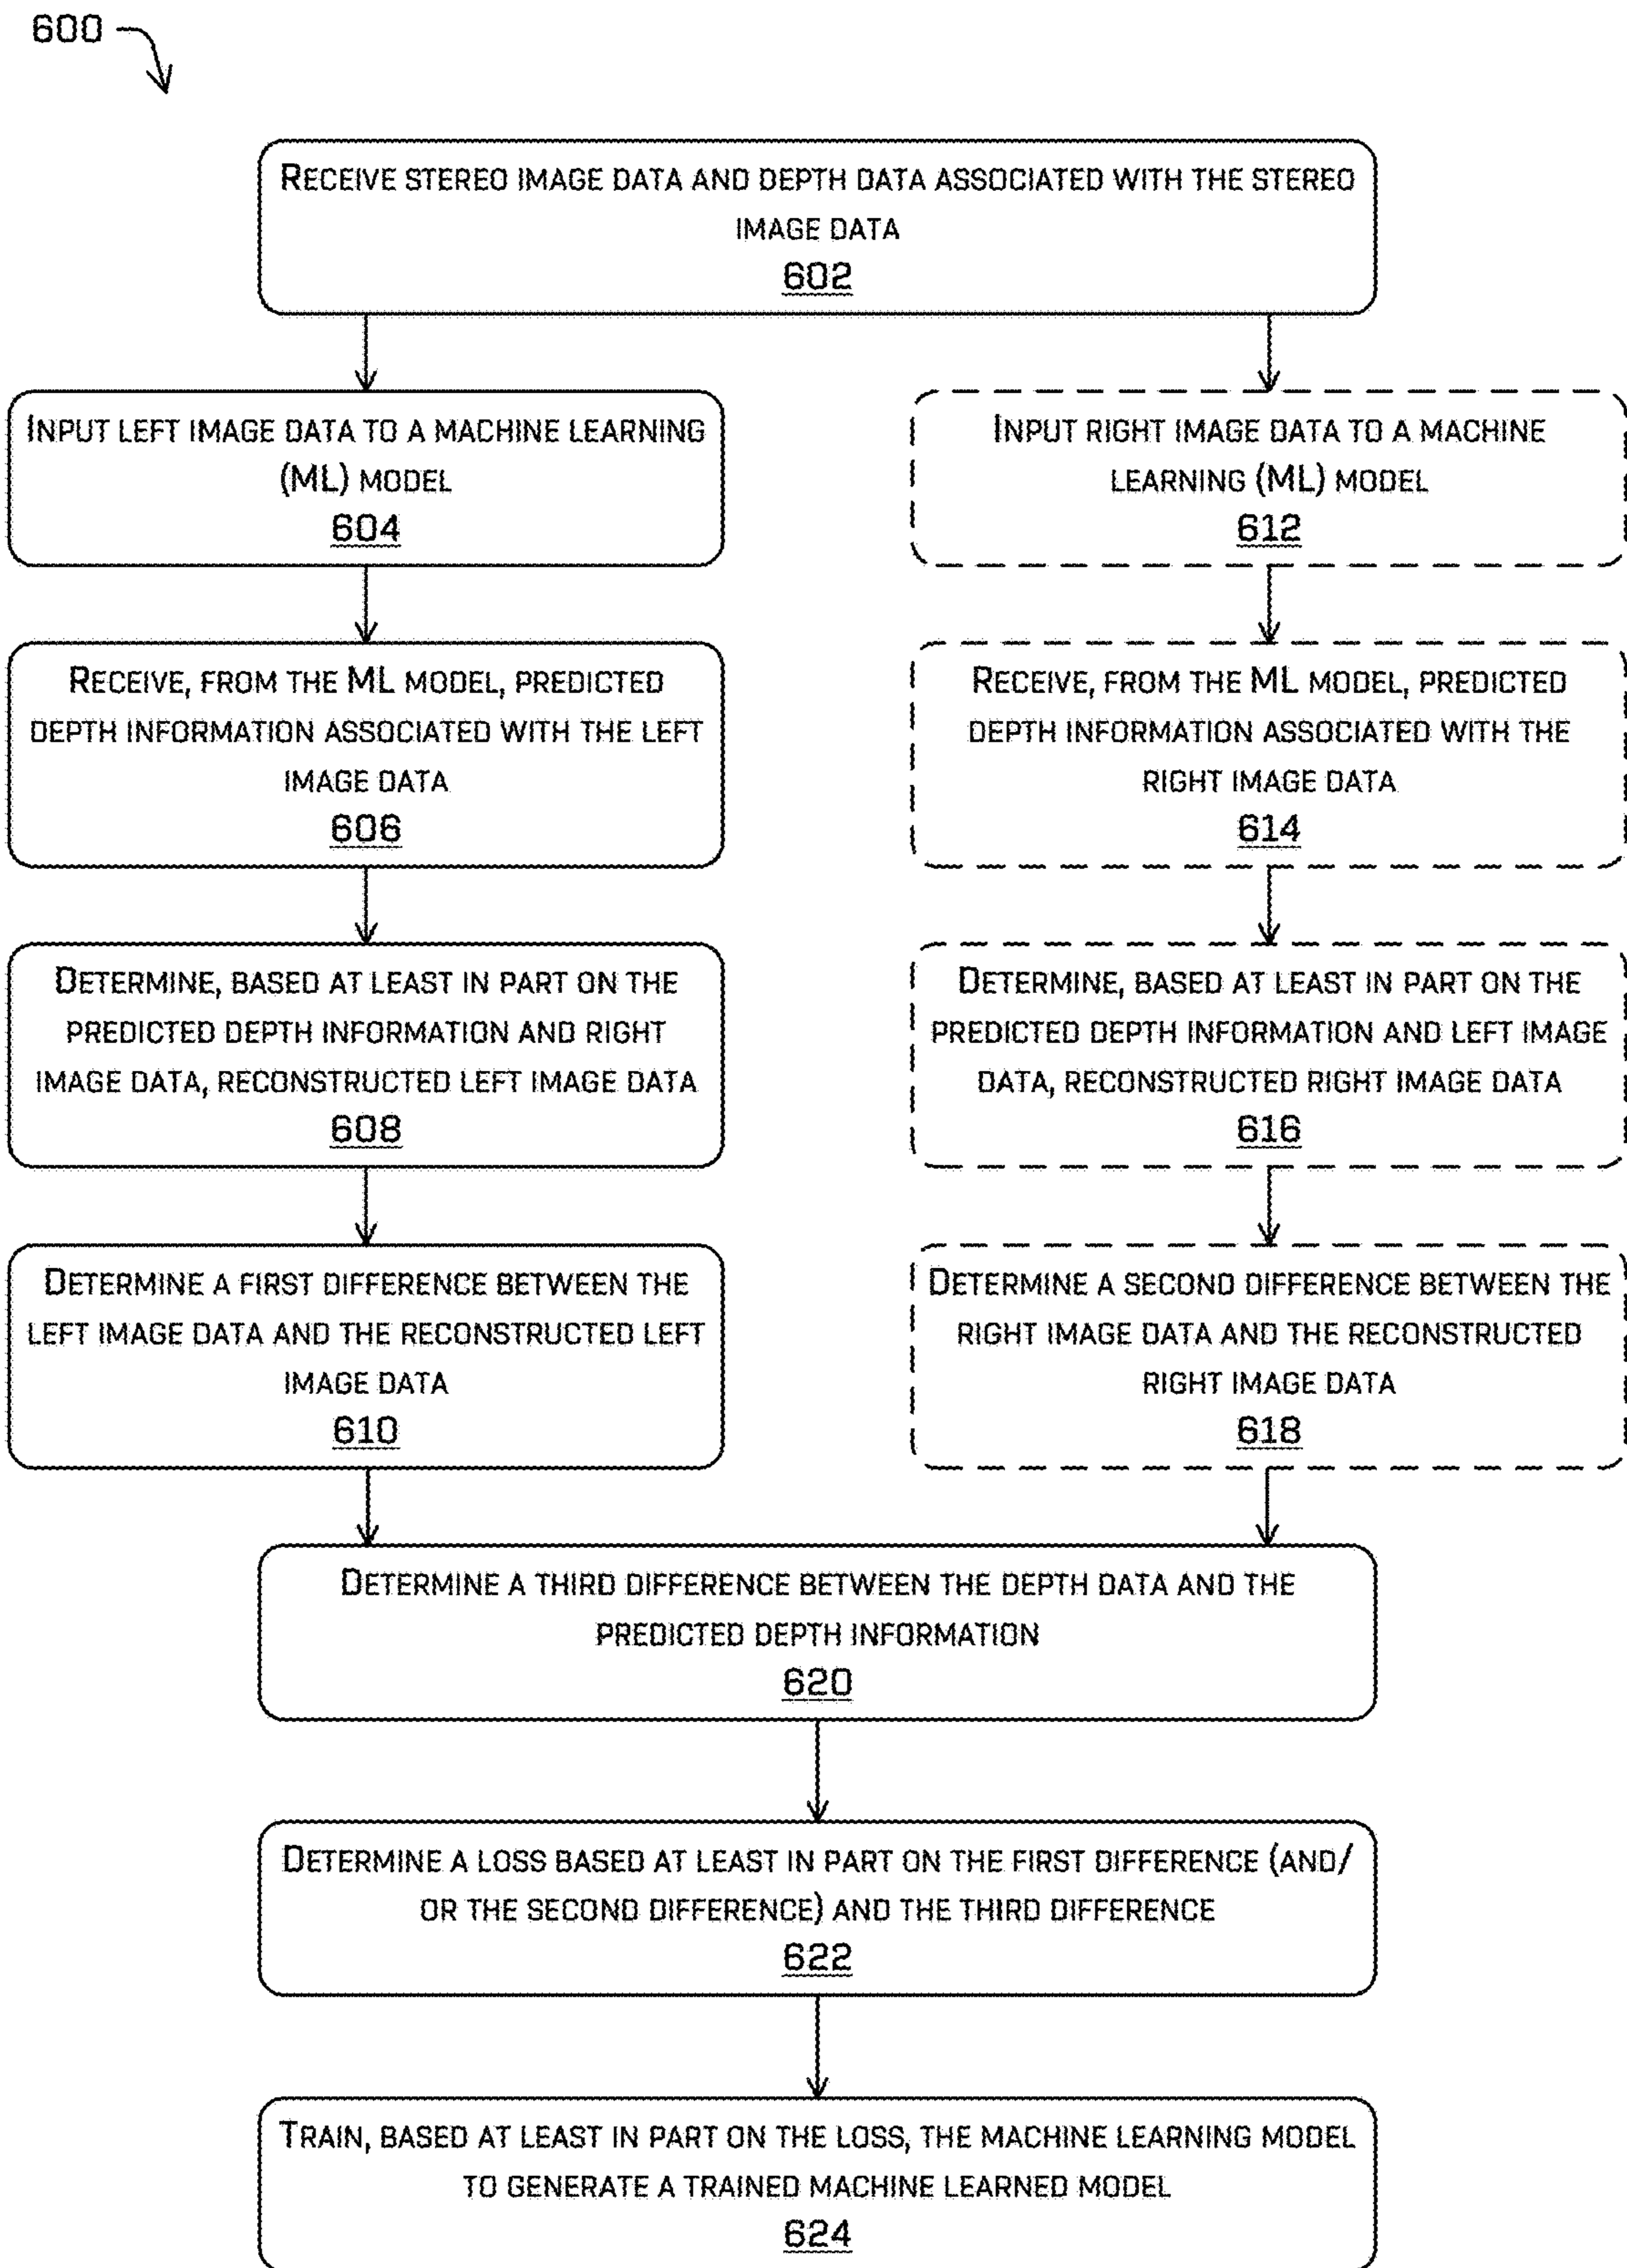 600
RECEIVE STEREO IMAGE DATA AND DEPTH DATA ASSOCIATED WITH THE STEREO
IMAGE DATA
602
INPUT LEFT IMAGE DATA TO A MACHINE LEARNING
(ML) MODEL
604
RECEIVE, FROM THE ML MODEL, PREDICTED
DEPTH INFORMATION ASSOCIATED WITH THE LEFT
IMAGE DATA
606
DETERMINE, BASED AT LEAST IN PART ON THE
PREDICTED DEPTH INFORMATION AND RIGHT
IMAGE DATA, RECONSTRUCTED LEFT IMAGE DATA
608
DETERMINE A FIRST DIFFERENCE BETWEEN THE
LEFT IMAGE DATA AND THE RECONSTRUCTED LEFT
IMAGE DATA
610
INPUT RIGHT IMAGE DATA TO A MACHINE
LEARNING (ML) MODEL
612
RECEIVE, FROM THE ML MODEL, PREDICTED
DEPTH INFORMATION ASSOCIATED WITH THE
RIGHT IMAGE DATA
614
DETERMINE, BASED AT LEAST IN PART ON THE
PREDICTED DEPTH INFORMATION AND LEFT IMAGE
DATA, RECONSTRUCTED RIGHT IMAGE DATA
616
DETERMINE A SECOND DIFFERENCE BETWEEN THE
RIGHT IMAGE DATA AND THE RECONSTRUCTED
RIGHT IMAGE DATA
618
DETERMINE A THIRD DIFFERENCE BETWEEN THE DEPTH DATA AND THE
PREDICTED DEPTH INFORMATION
620
DETERMINE A LOSS BASED AT LEAST IN PART ON THE FIRST DIFFERENCE (AND/
OR THE SECOND DIFFERENCE) AND THE THIRD DIFFERENCE
622
TRAIN, BASED AT LEAST IN PART ON THE LOSS, THE MACHINE LEARNING MODEL
TO GENERATE A TRAINED MACHINE LEARNED MODEL
624